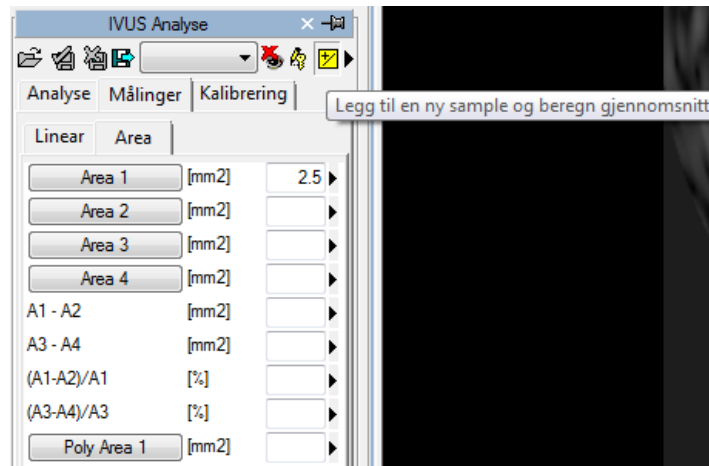 IVUS Analyse
Analyse Målinger Kalibrering
Legg til en ny sample og beregn gjennomsnitt
Linear Area
Area 1 [mm2] 2.5
Area 2 [mm2]
Area 3 [mm2]
Area 4 [mm2]
A1 - A2 [mm2]
A3 - A4 [mm2]
(A1-A2)/A1 [%]
(A3-A4)/A3 [%]
Poly Area 1 [mm2]